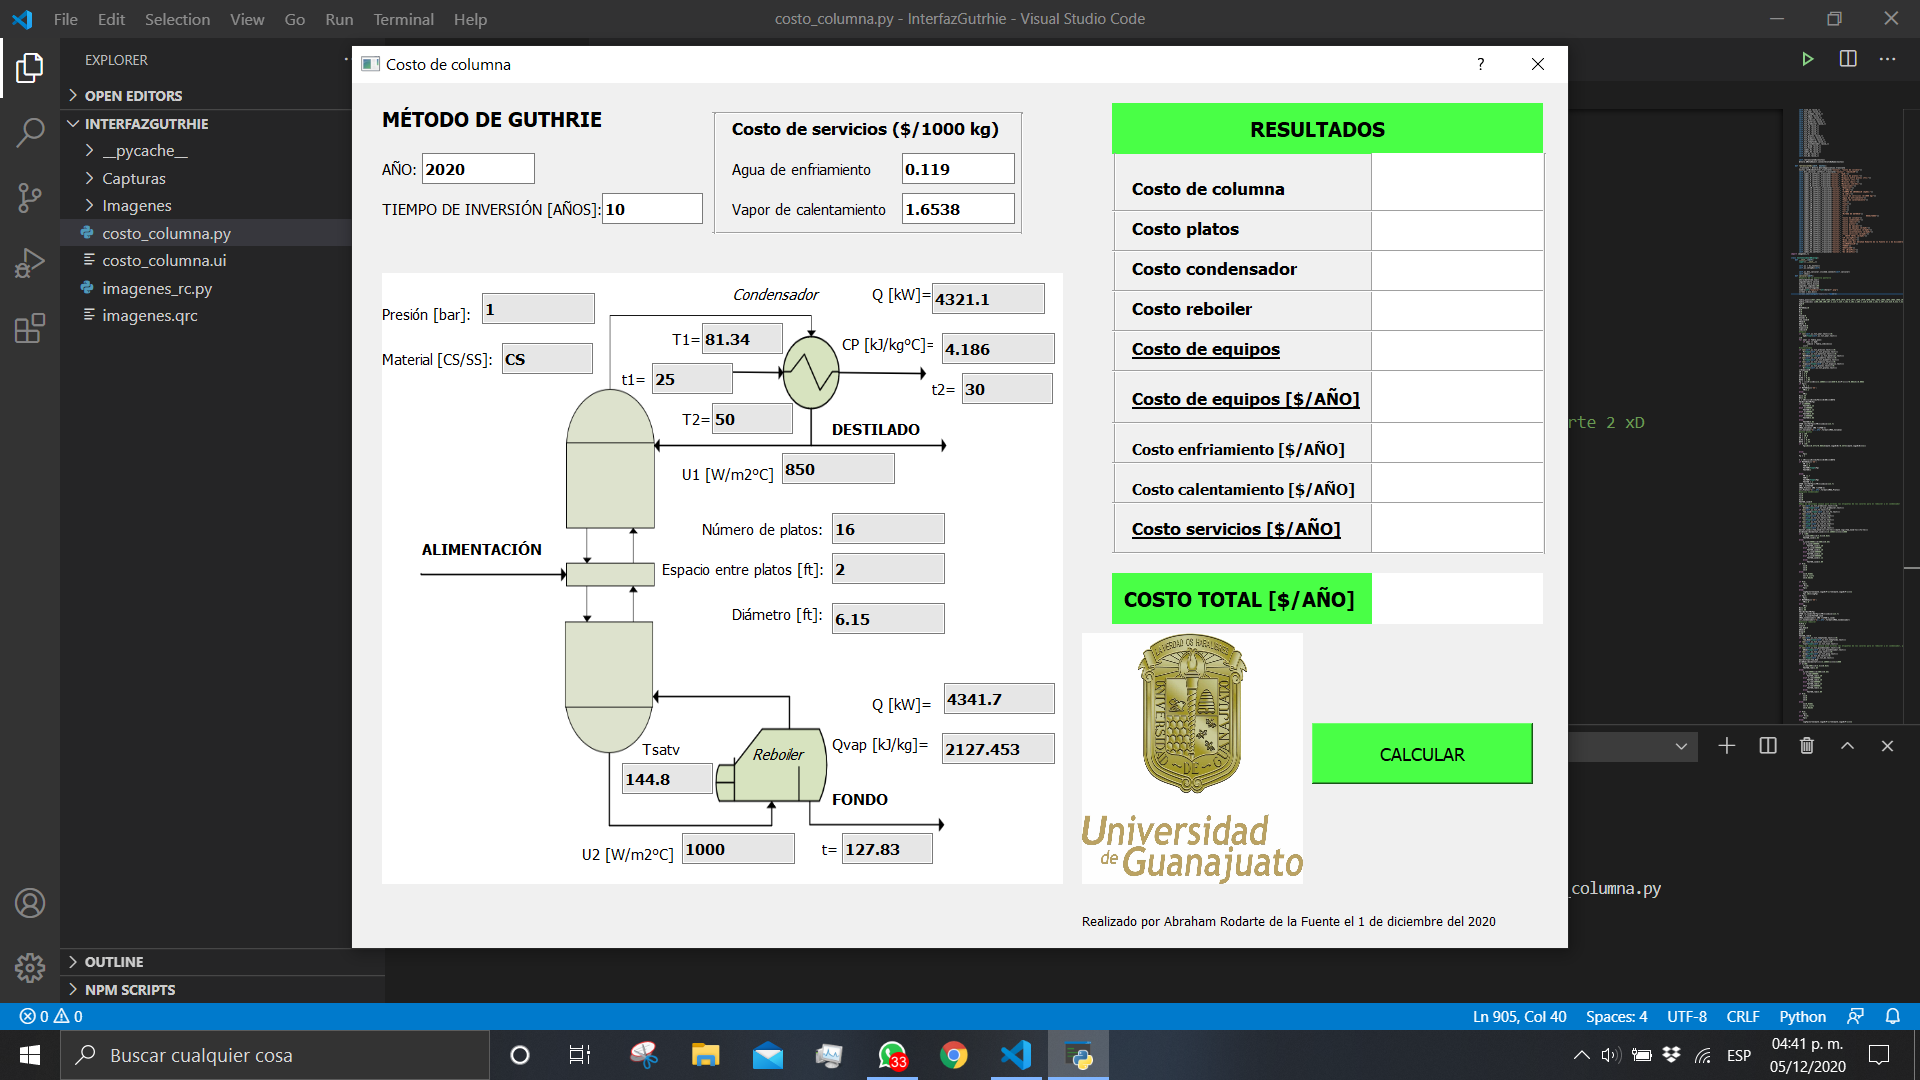 File Edit Selection View Go Run Terminal Help
costo_columna.py - InterfazGutrhie - Visual Studio Code
EXPLORER
OPEN EDITORS
INTERFAZGUTRHIE
__pycache__
Capturas
Imagenes
costo_columna.py
costo_columna.ui
imagenes_rc.py
imagenes.qrc
OUTLINE
NPM SCRIPTS
Costo de columna
?
MÉTODO DE GUTHRIE
AÑO: 2020
TIEMPO DE INVERSIÓN [AÑOS]: 10
Costo de servicios ($/1000 kg)
Agua de enfriamiento 0.119
Vapor de calentamiento 1.6538
Presión [bar]: 1
Material [CS/SS]: CS
Condensador
Q [kW]= 4321.1
T1= 81.34
CP [kJ/kg°C]= 4.186
t1= 25
t2= 30
T2= 50
DESTILADO
U1 [W/m2°C] 850
Número de platos: 16
ALIMENTACIÓN
Espacio entre platos [ft]: 2
Diámetro [ft]: 6.15
Q [kW]= 4341.7
Qvap [kJ/kg]= 2127.453
Tsatv
144.8
Reboiler
FONDO
U2 [W/m2°C] 1000
t= 127.83
RESULTADOS
Costo de columna
Costo platos
Costo condensador
Costo reboiler
Costo de equipos
Costo de equipos [$/AÑO]
Costo enfriamiento [$/AÑO]
Costo calentamiento [$/AÑO]
Costo servicios [$/AÑO]
COSTO TOTAL [$/AÑO]
UNIVERSIDAD DE GUANAJUATO
Universidad
de Guanajuato
CALCULAR
Realizado por Abraham Rodarte de la Fuente el 1 de diciembre del 2020
rte 2 xD
_columna.py
0 0
Ln 905, Col 40 Spaces: 4 UTF-8 CRLF Python
Buscar cualquier cosa
33
ESP
04:41 p. m.
05/12/2020